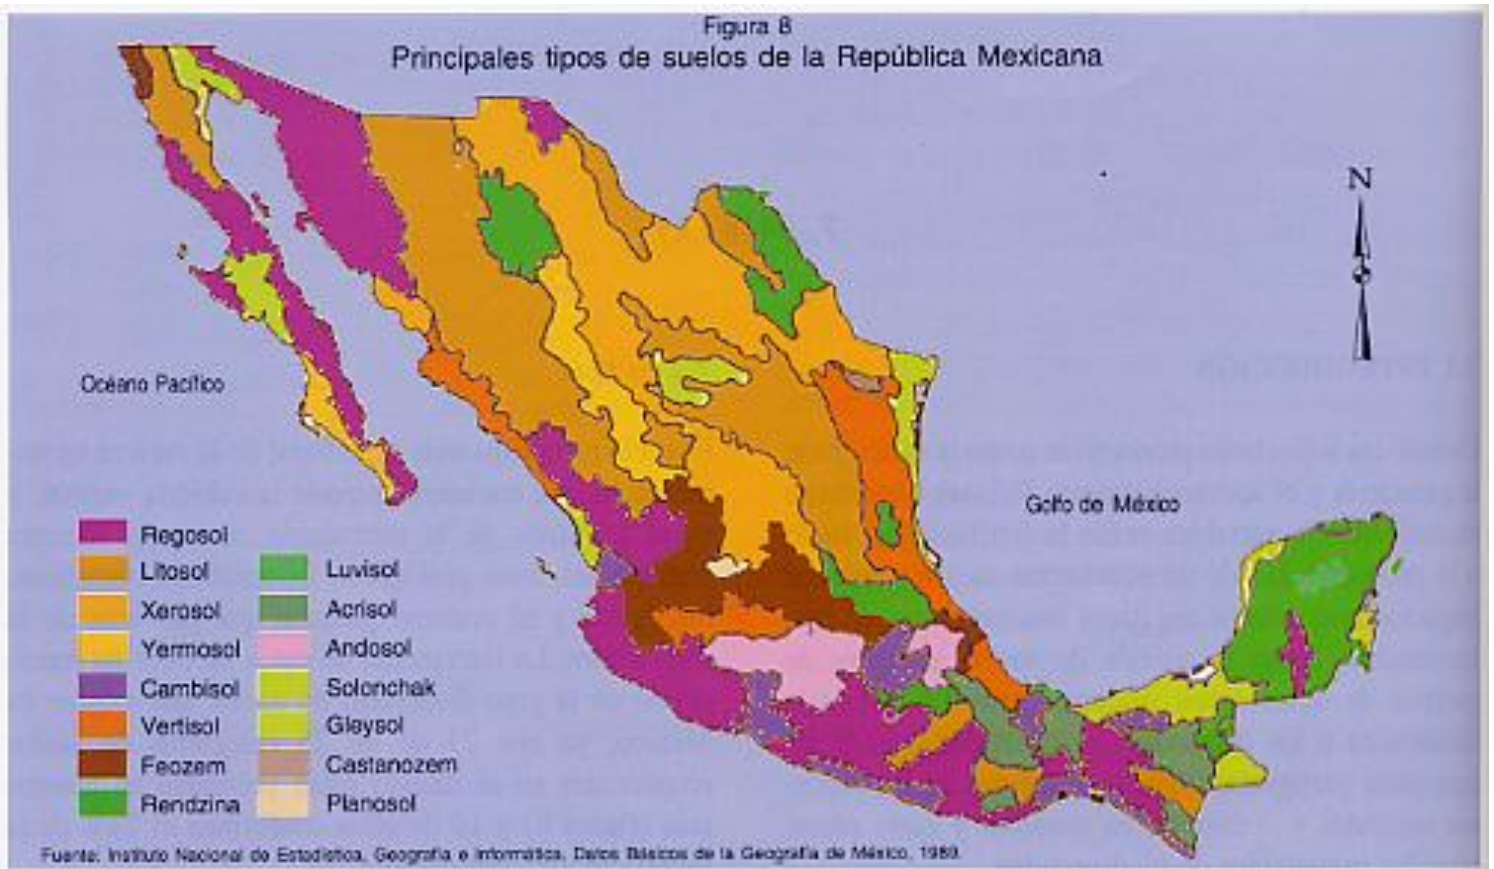 Figura 8
Principales tipos de suelos de la República Mexicana
N
Océano Pacífico
Golfo de México
Regosol
Litosol
Xerosol
Yermosol
Cambisol
Vertisol
Feozem
Rendzina
Luvisol
Acrisol
Andosol
Solonchak
Gleysol
Castanozem
Planosol
Fuente: Instituto Nacional de Estadística, Geografía e Informática, Datos Básicos de la Geografía de México, 1989.